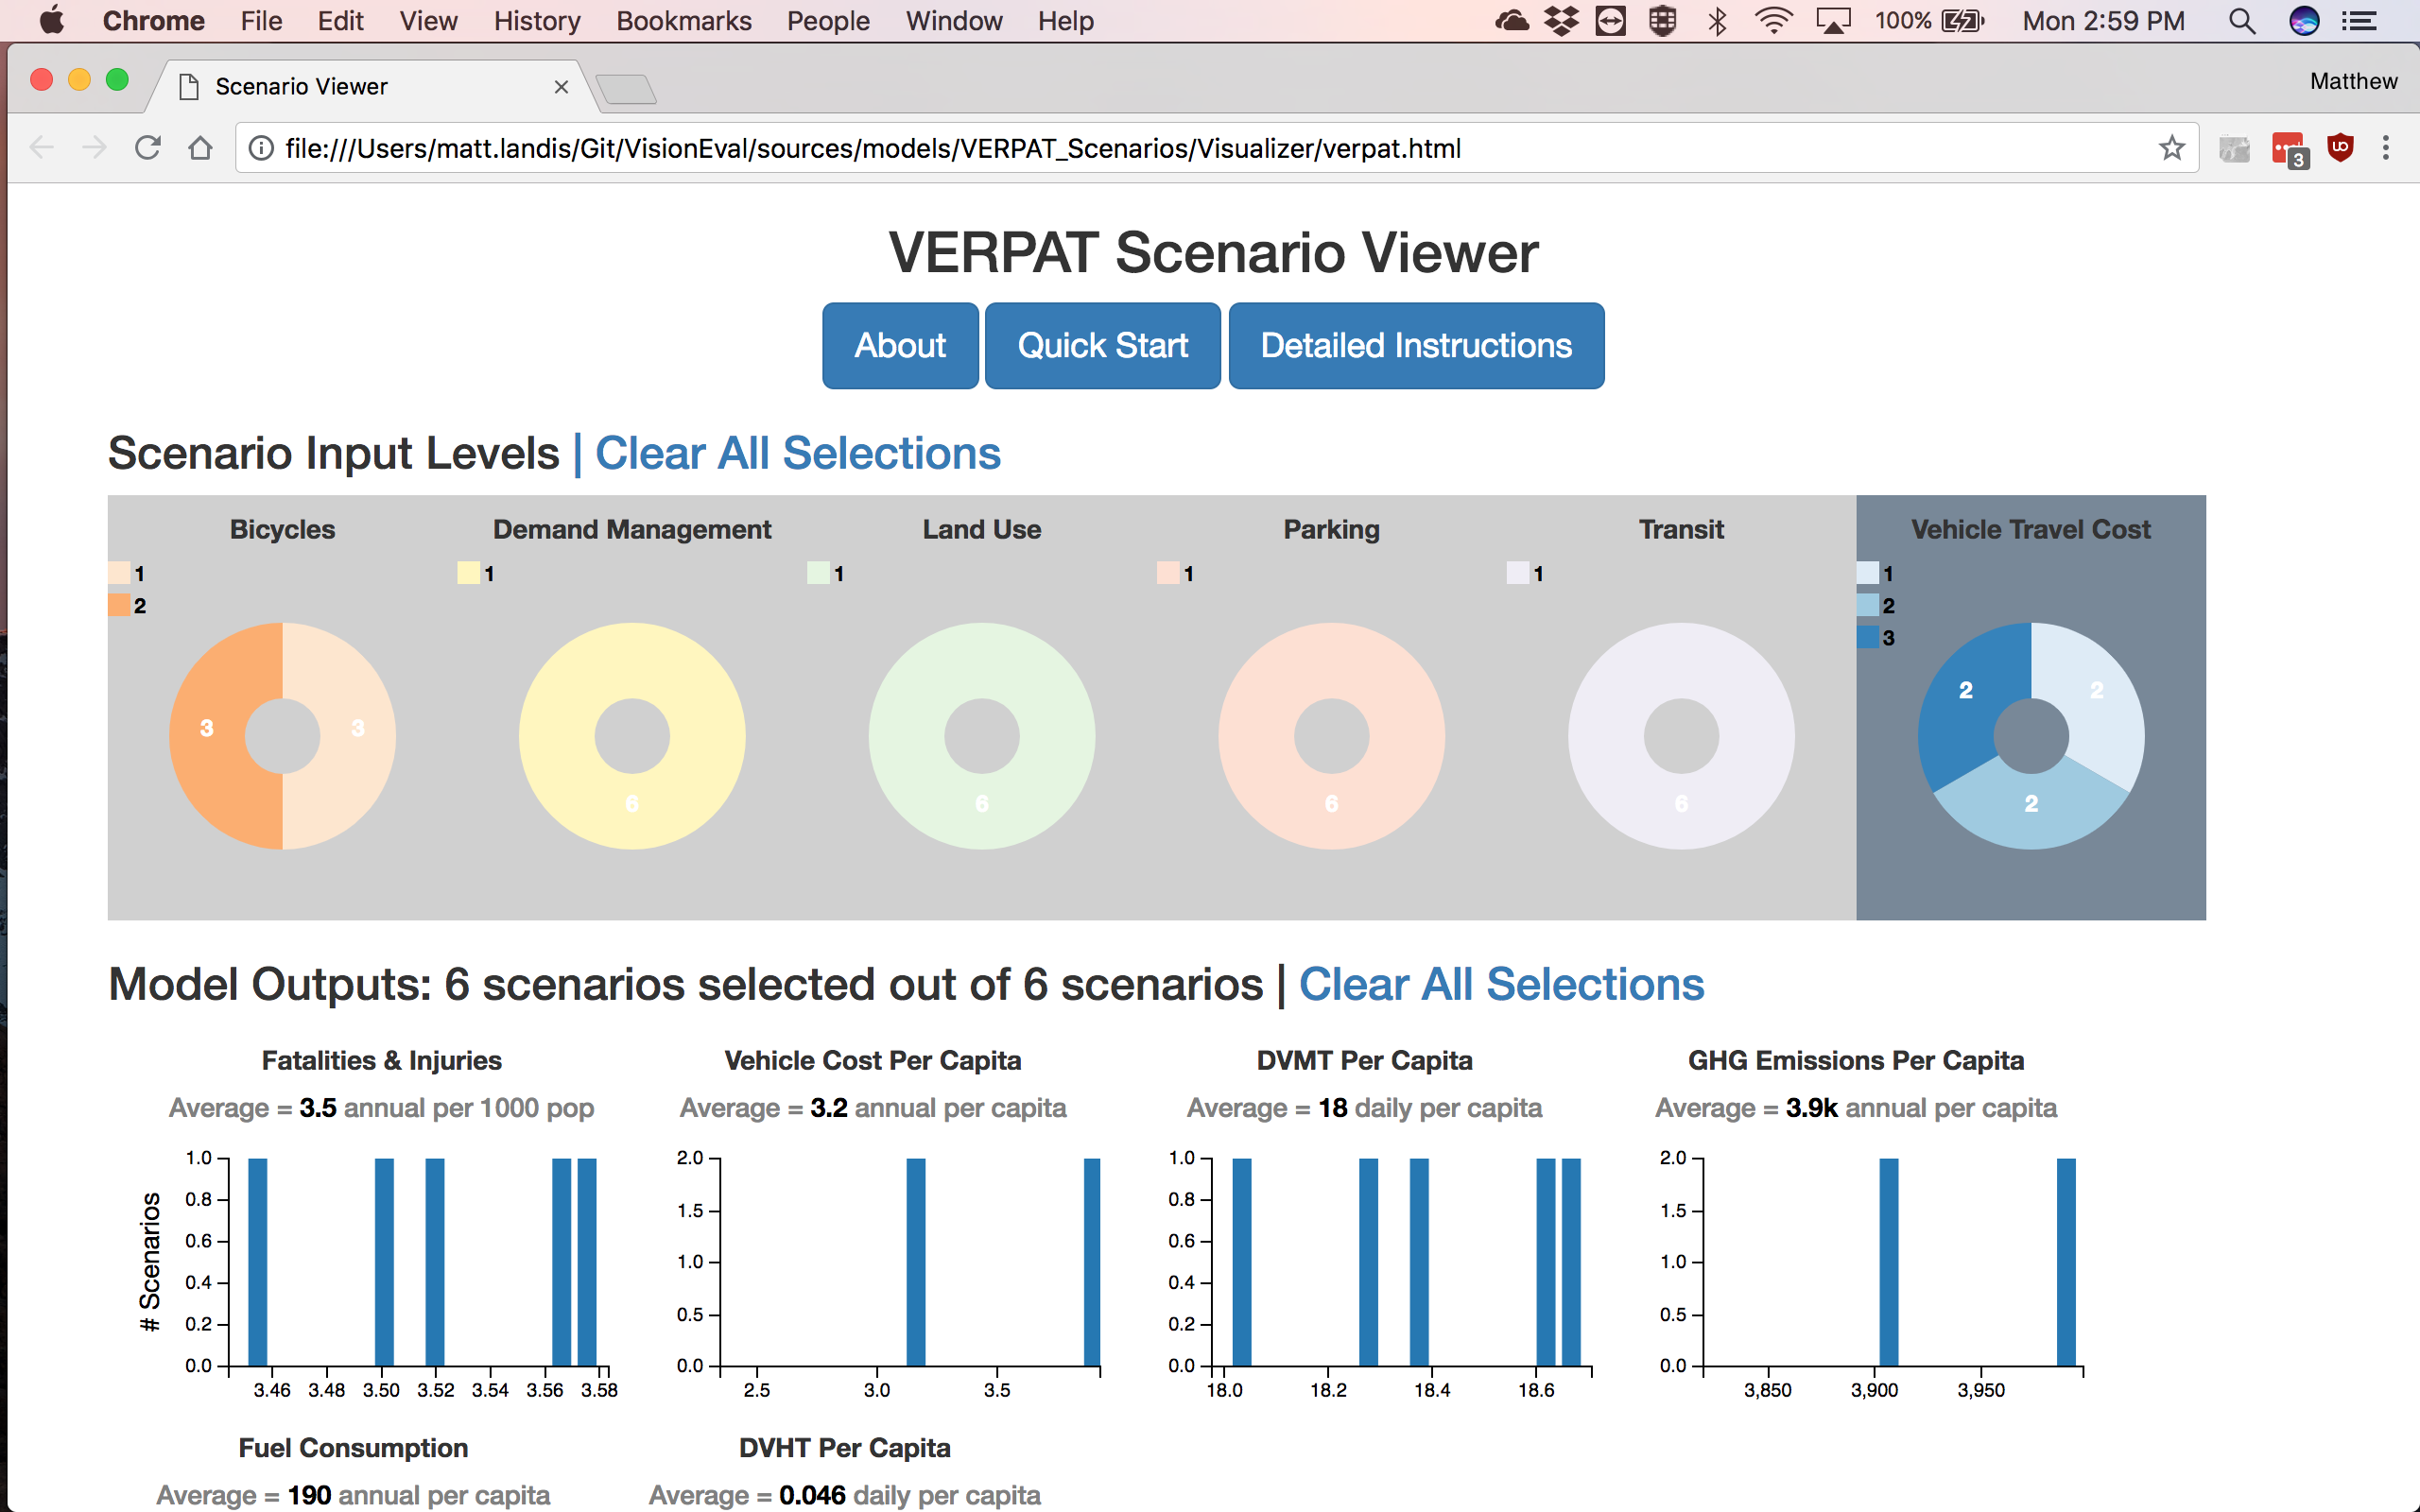 Chrome File Edit View History Bookmarks People Window Help 100% Mon 2:59 PM
Scenario Viewer
Matthew
file:///Users/matt.landis/Git/VisionEval/sources/models/VERPAT_Scenarios/Visualizer/verpat.html
3
VERPAT Scenario Viewer
About Quick Start Detailed Instructions
Scenario Input Levels | Clear All Selections
Bicycles Demand Management Land Use Parking Transit Vehicle Travel Cost
1 1 1 1 1 1
2 2
3
2 2
3 3
6 6 6 6 2
Model Outputs: 6 scenarios selected out of 6 scenarios | Clear All Selections
Fatalities & Injuries
Average = 3.5 annual per 1000 pop
# Scenarios
1.0
0.8
0.6
0.4
0.2
0.0
3.46 3.48 3.50 3.52 3.54 3.56 3.58
Vehicle Cost Per Capita
Average = 3.2 annual per capita
2.0
1.5
1.0
0.5
0.0
2.5 3.0 3.5
DVMT Per Capita
Average = 18 daily per capita
1.0
0.8
0.6
0.4
0.2
0.0
18.0 18.2 18.4 18.6
GHG Emissions Per Capita
Average = 3.9k annual per capita
2.0
1.5
1.0
0.5
0.0
3,850 3,900 3,950
Fuel Consumption
Average = 190 annual per capita
DVHT Per Capita
Average = 0.046 daily per capita